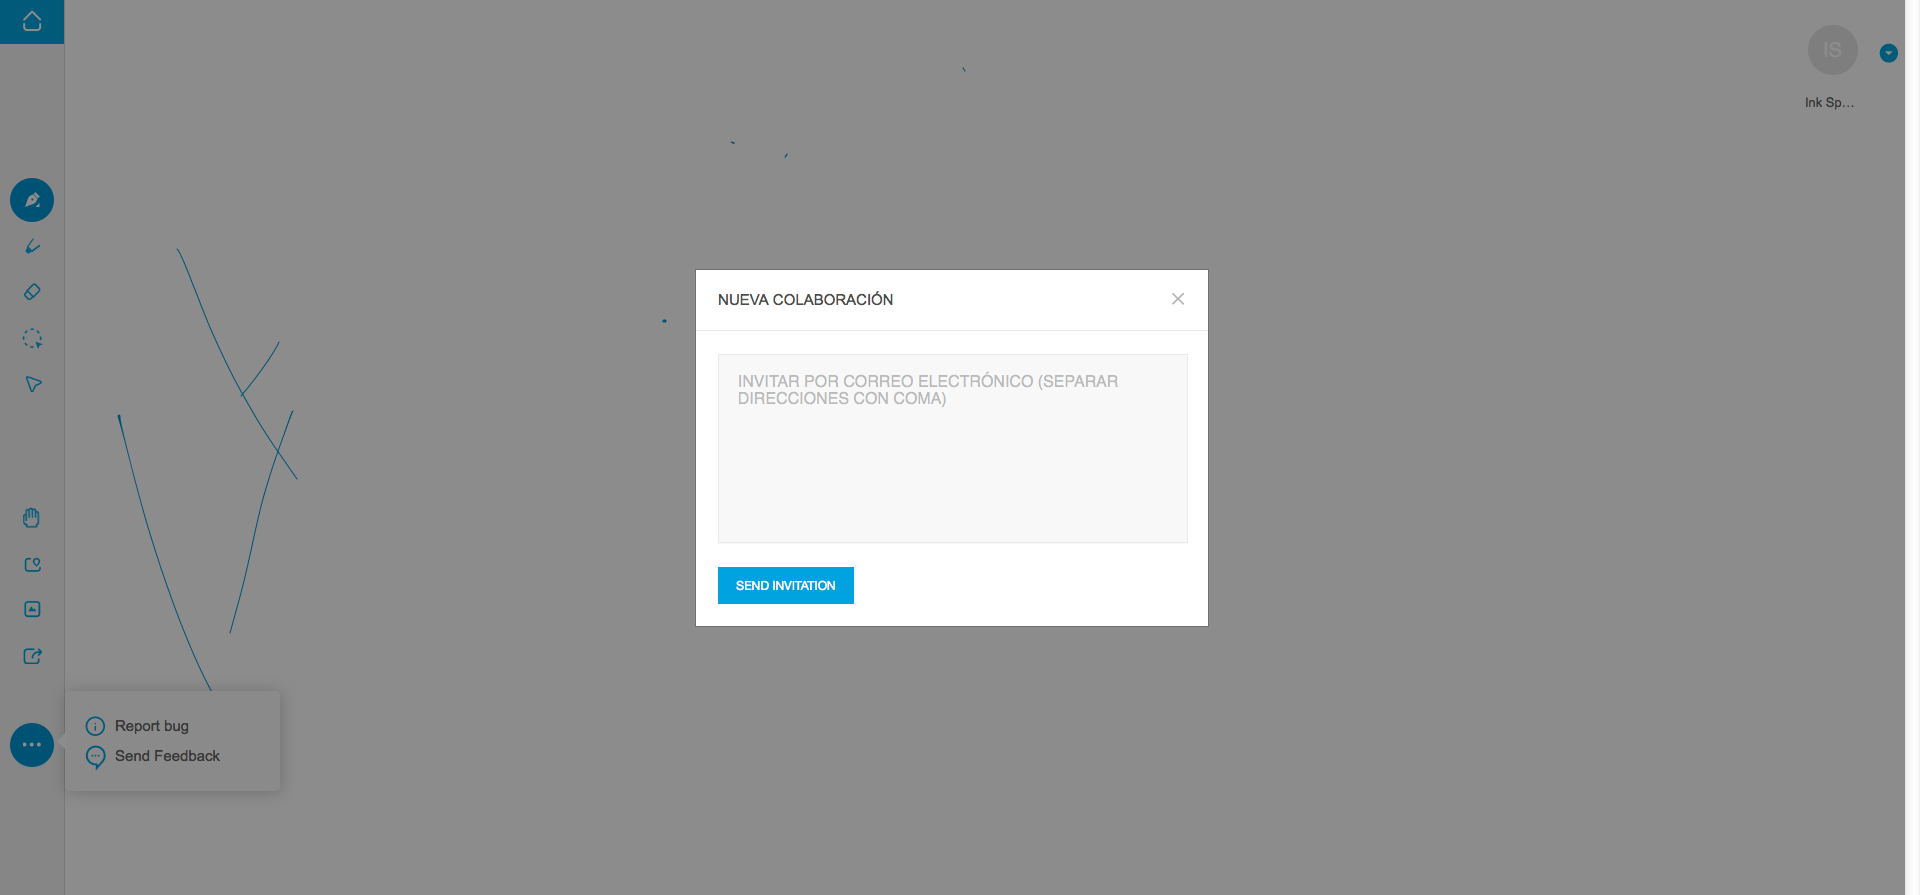 IS
Ink Sp...
NUEVA COLABORACIÓN
INVITAR POR CORREO ELECTRÓNICO (SEPARAR
DIRECCIONES CON COMA)
SEND INVITATION
Report bug
Send Feedback